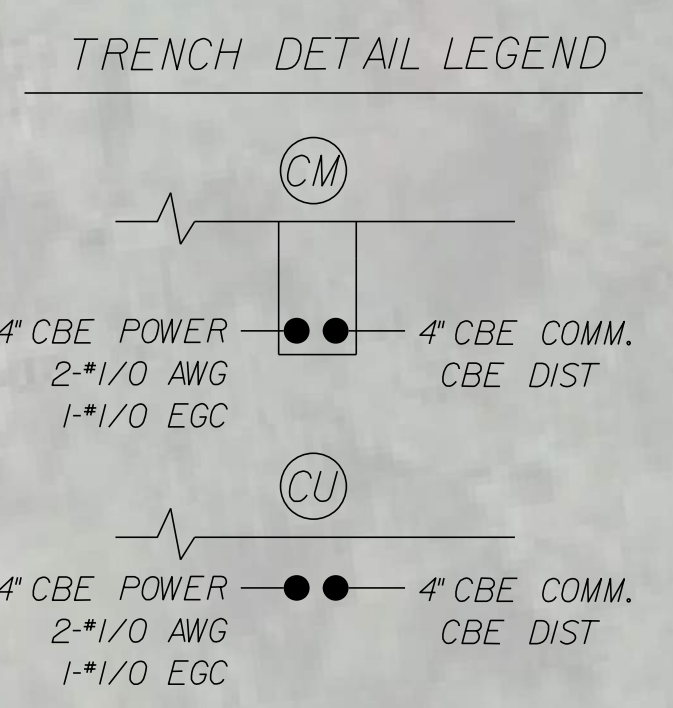 TRENCH DETAIL LEGEND
CM
4" CBE POWER
2-#1/0 AWG
1-#1/0 EGC
4" CBE COMM.
CBE DIST
CU
4" CBE POWER
2-#1/0 AWG
1-#1/0 EGC
4" CBE COMM.
CBE DIST